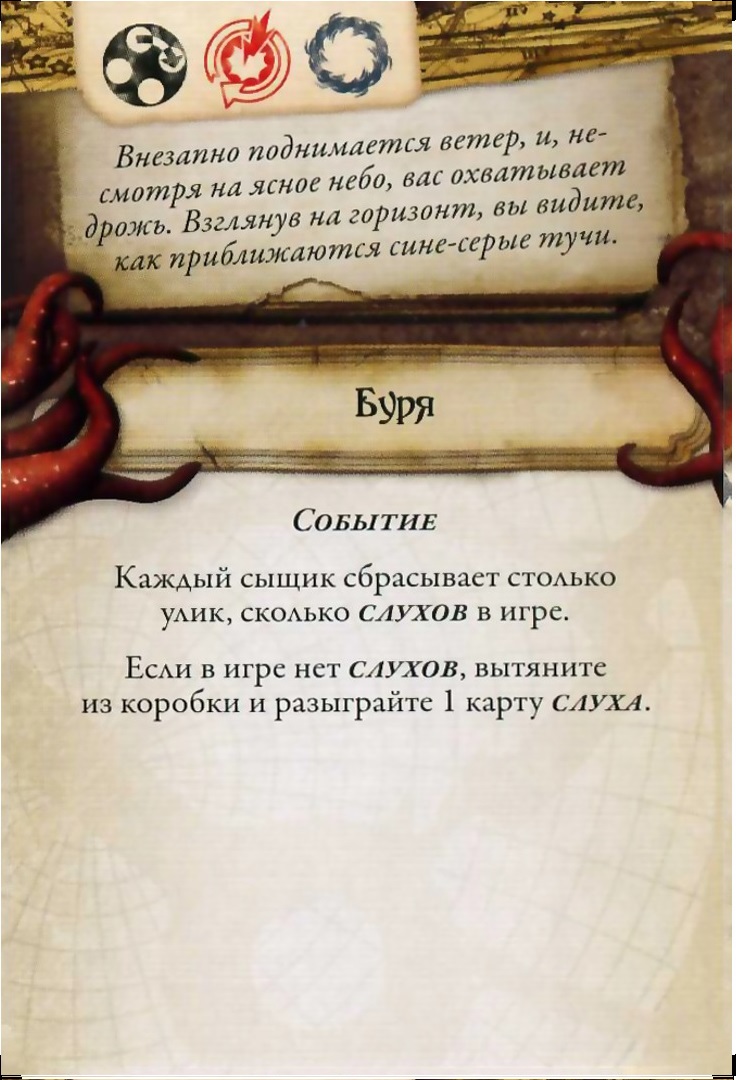 Внезапно поднимается ветер, и, не-
смотря на ясное небо, вас охватывает
дрожь. Взглянув на горизонт, вы видите,
как приближаются сине-серые тучи.
Буря
Событие
Каждый сыщик сбрасывает столько
улик, сколько СЛУХОВ в игре.
Если в игре нет СЛУХОВ, вытяните
из коробки и разыграйте 1 карту СЛУХА.